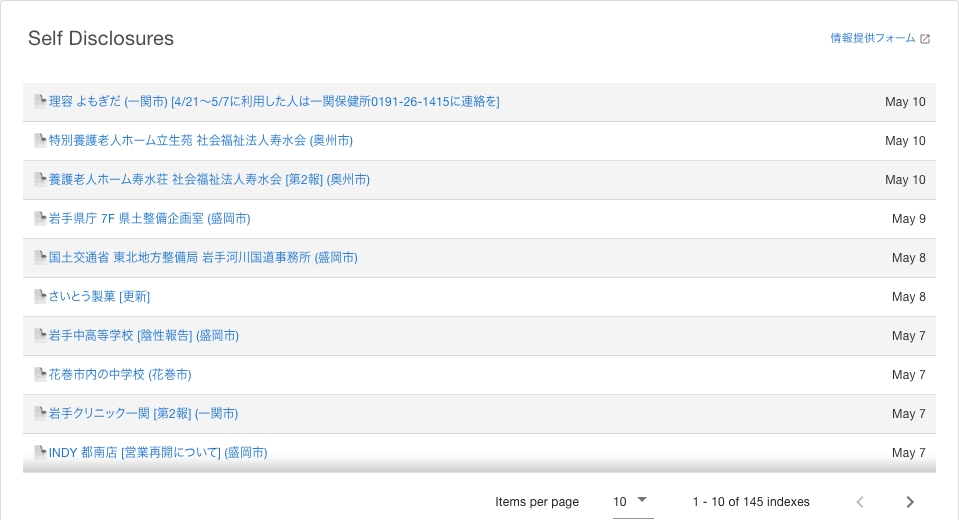 Self Disclosures
情報提供フォーム
理容 よもぎだ (一関市) [4/21〜5/7に利用した人は一関保健所0191-26-1415に連絡を] May 10
特別養護老人ホーム立生苑 社会福祉法人寿水会 (奥州市) May 10
養護老人ホーム寿水荘 社会福祉法人寿水会 [第2報] (奥州市) May 10
岩手県庁 7F 県土整備企画室 (盛岡市) May 9
国土交通省 東北地方整備局 岩手河川国道事務所 (盛岡市) May 8
さいとう製菓 [更新] May 8
岩手中高等学校 [陰性報告] (盛岡市) May 7
花巻市内の中学校 (花巻市) May 7
岩手クリニック一関 [第2報] (一関市) May 7
INDY 都南店 [営業再開について] (盛岡市) May 7
Items per page 10 1 - 10 of 145 indexes